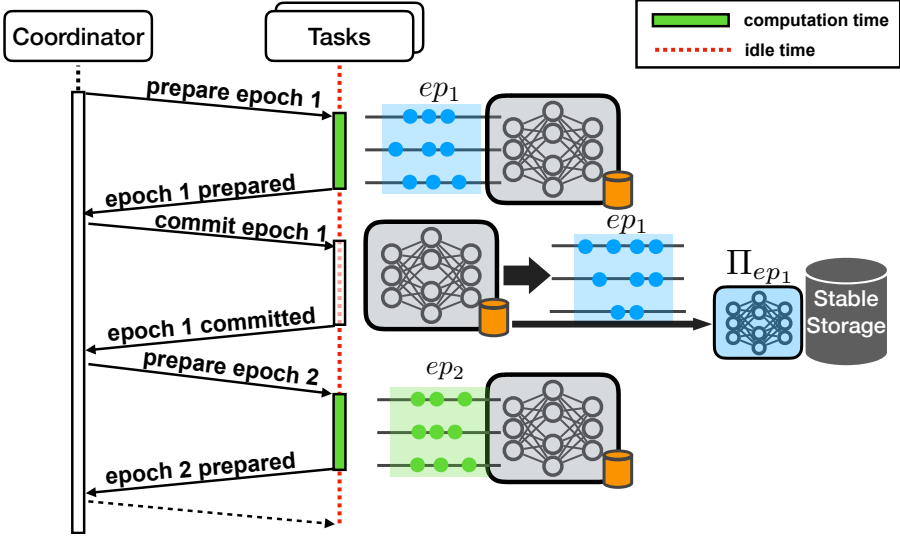 Coordinator
Tasks
computation time
idle time
prepare epoch 1
ep1
epoch 1 prepared
commit epoch 1
ep1
Πep1
Stable
Storage
epoch 1 committed
prepare epoch 2
ep2
epoch 2 prepared